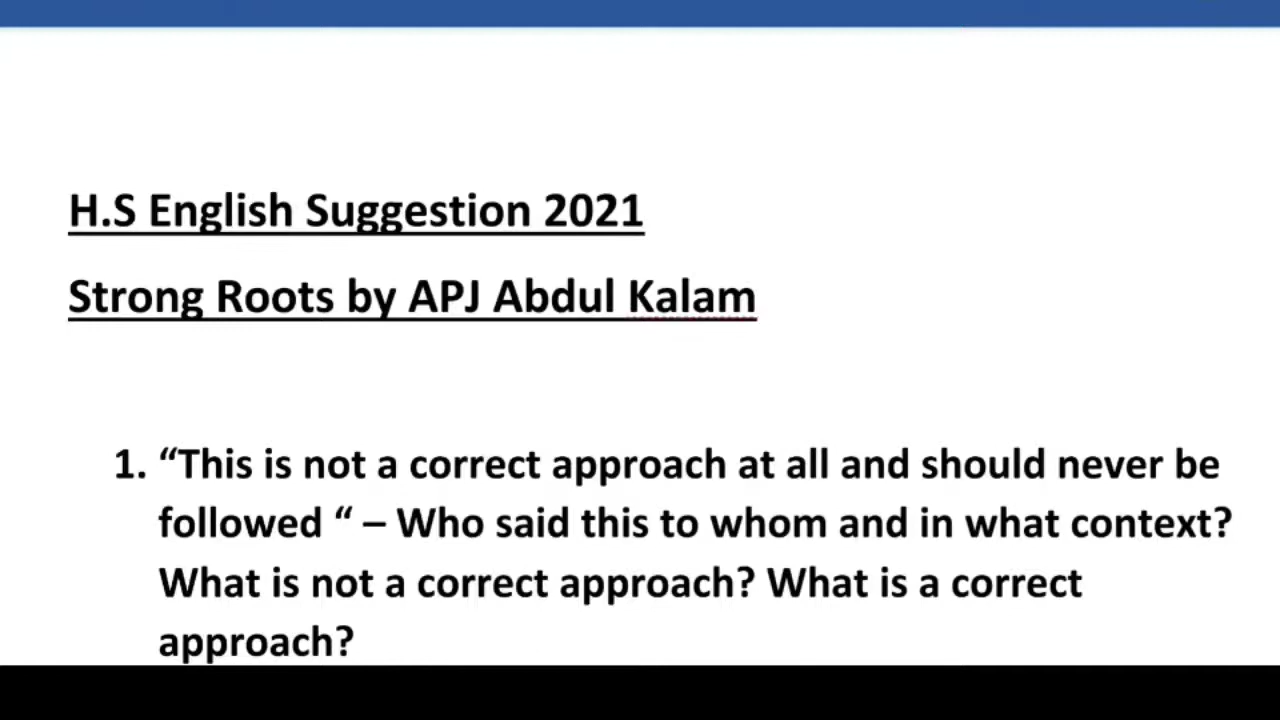 H.S English Suggestion 2021
Strong Roots by APJ Abdul Kalam
1. “This is not a correct approach at all and should never be
followed “ – Who said this to whom and in what context?
What is not a correct approach? What is a correct
approach?